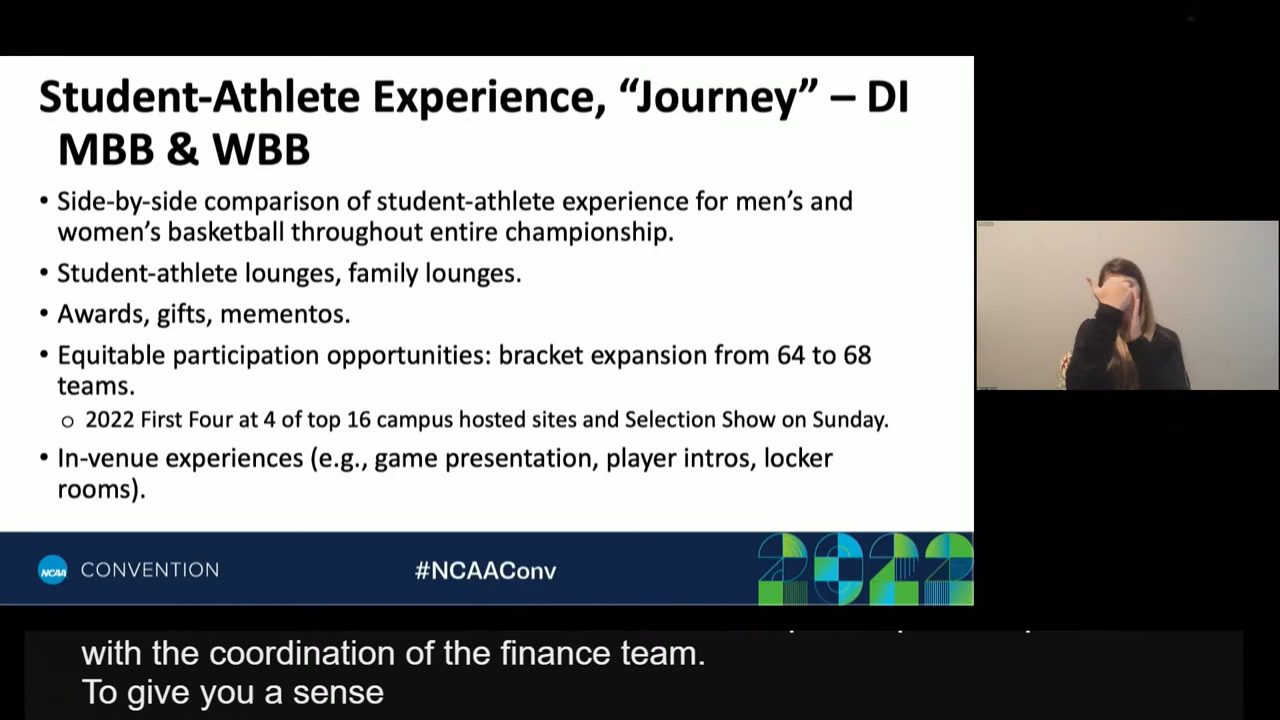 Student-Athlete Experience, “Journey” – DI
MBB & WBB
• Side-by-side comparison of student-athlete experience for men’s and
women’s basketball throughout entire championship.
• Student-athlete lounges, family lounges.
• Awards, gifts, mementos.
• Equitable participation opportunities: bracket expansion from 64 to 68
teams.
o 2022 First Four at 4 of top 16 campus hosted sites and Selection Show on Sunday.
• In-venue experiences (e.g., game presentation, player intros, locker
rooms).
NCAA CONVENTION
#NCAAConv
2022
with the coordination of the finance team.
To give you a sense